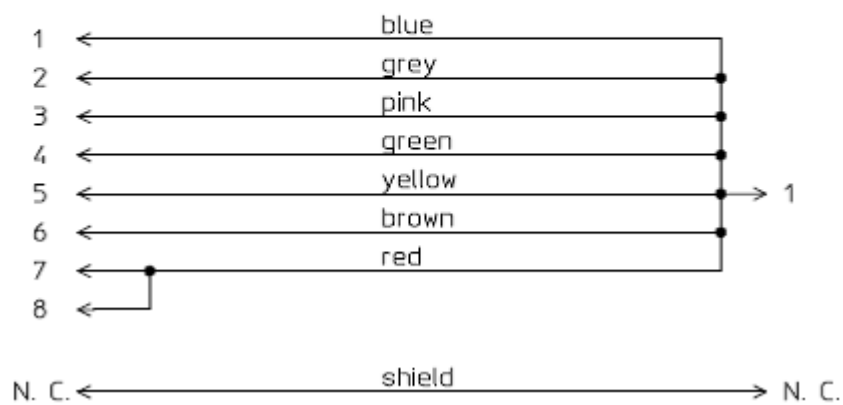 blue
1
grey
2
pink
3
green
4
yellow
5 1
brown
6
red
7
8
shield
N. C. N. C.